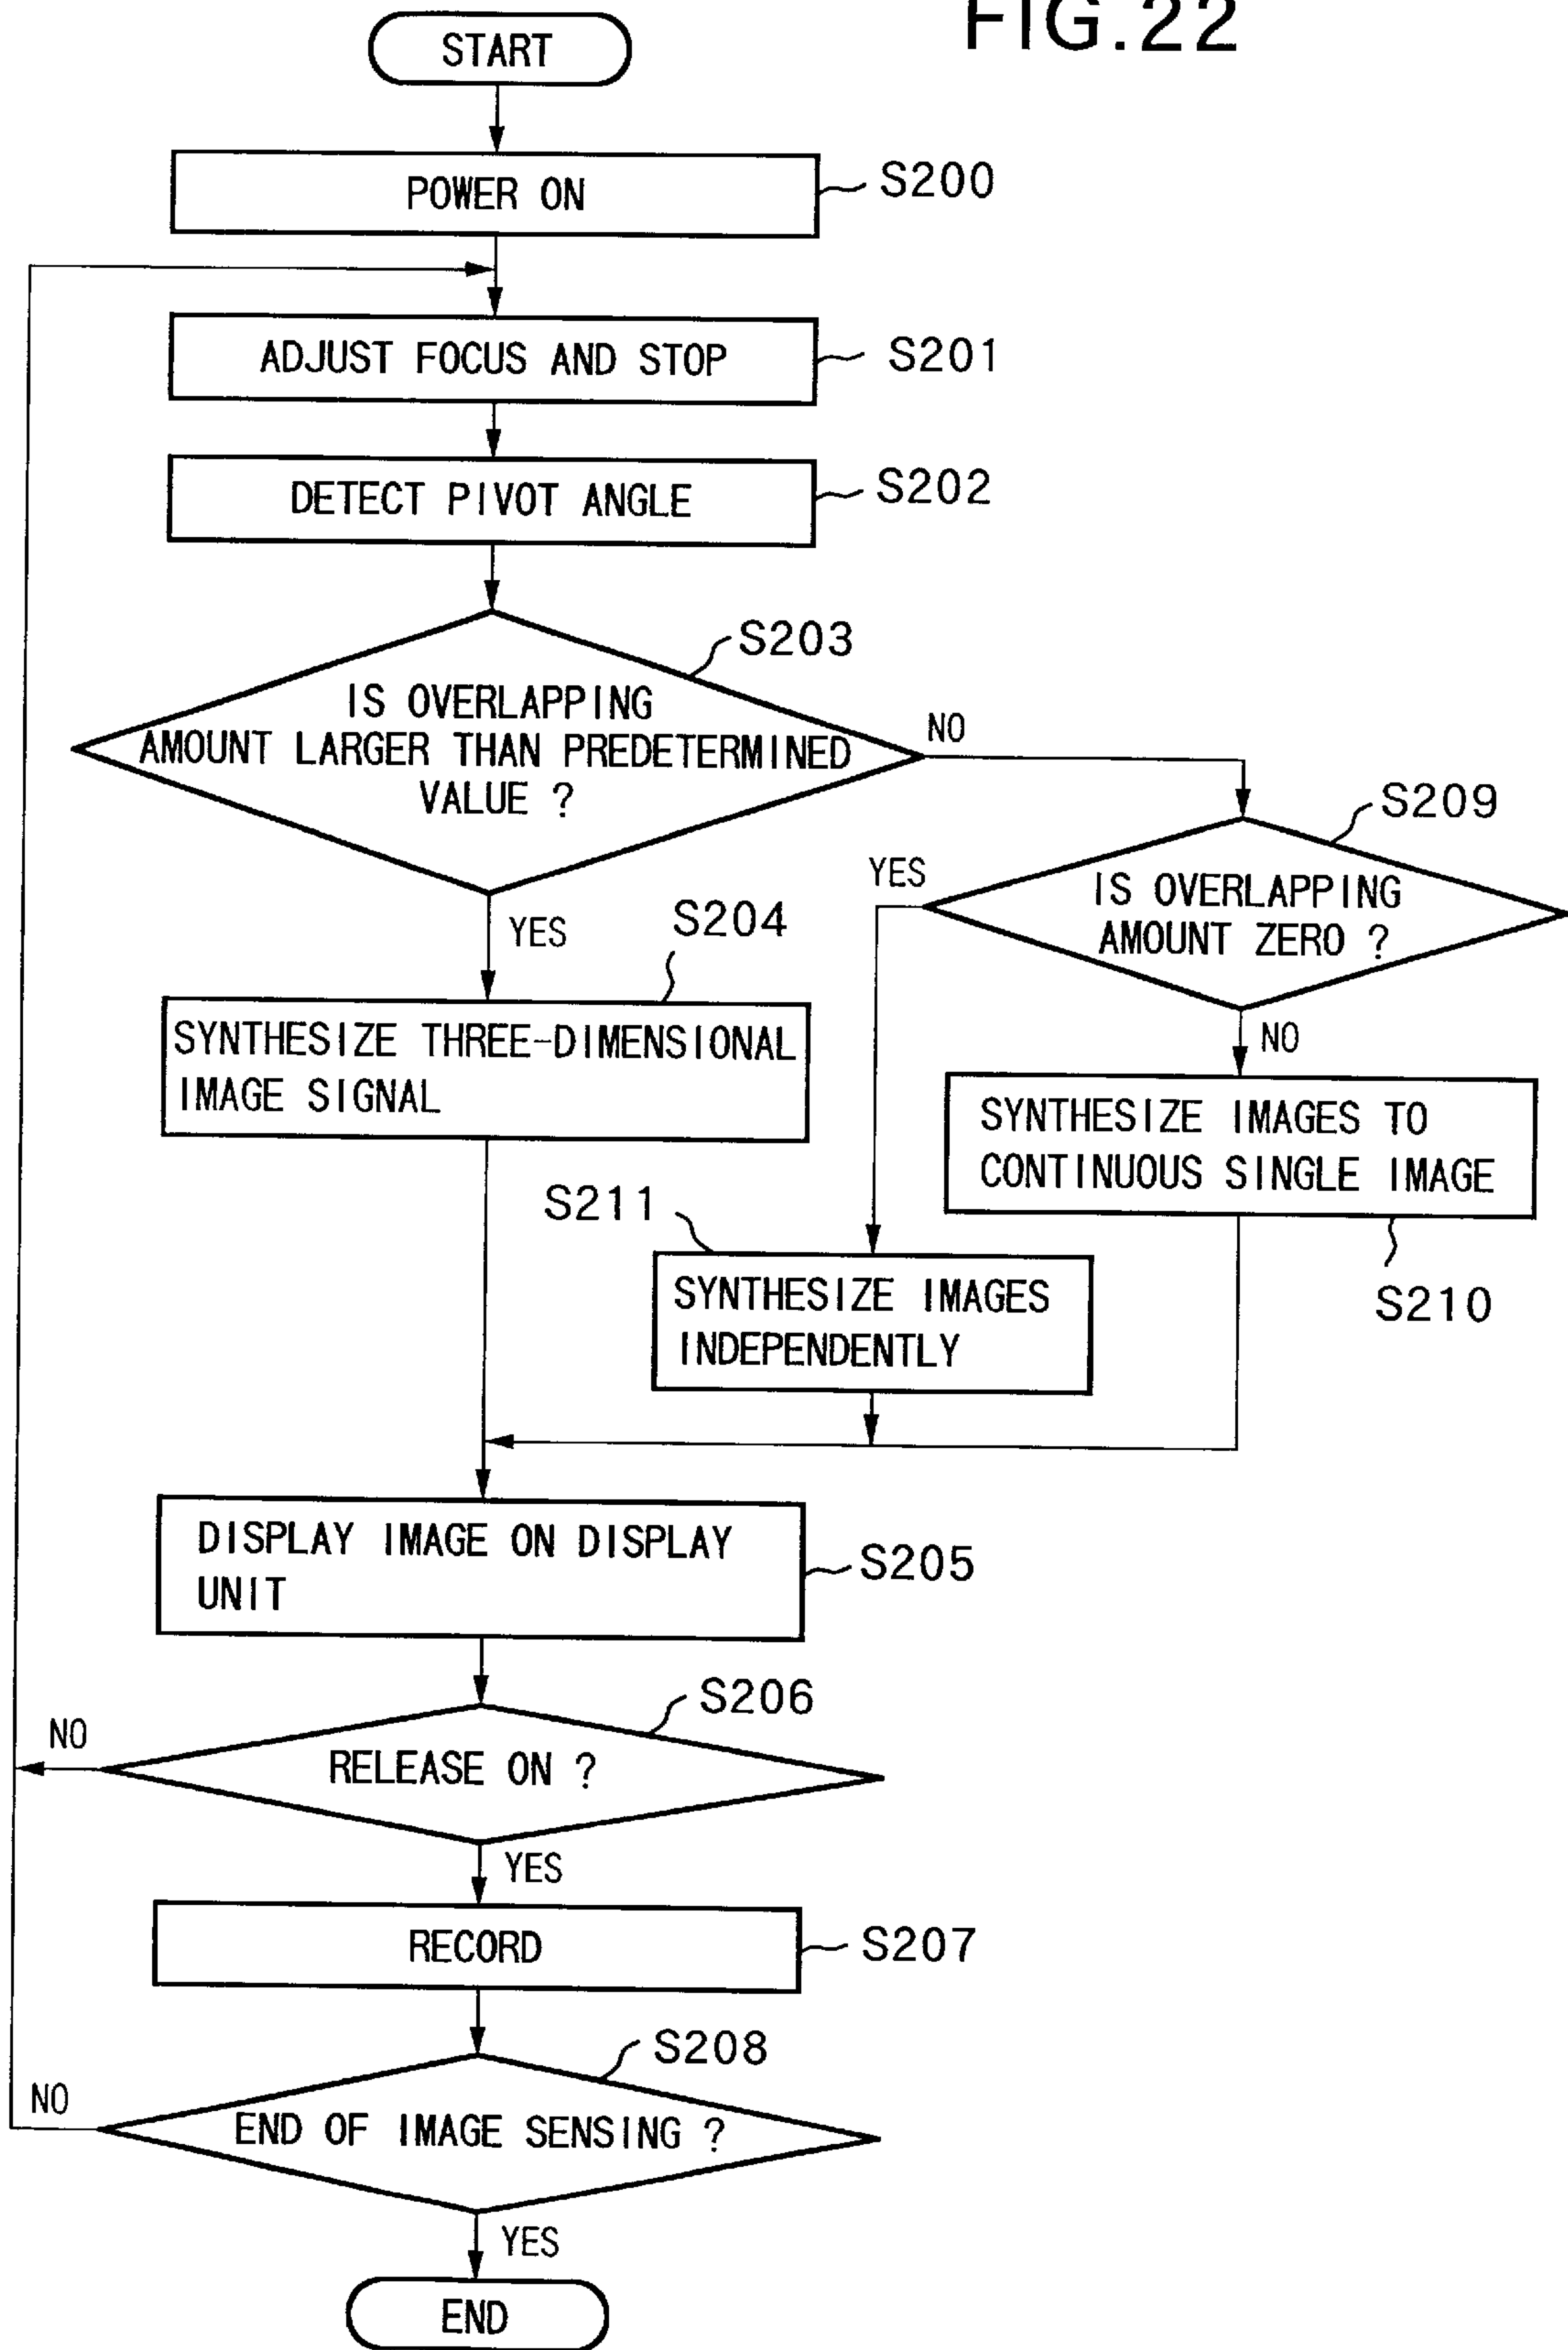 FIG.22
START
POWER ON
S200
ADJUST FOCUS AND STOP
S201
DETECT PIVOT ANGLE
S202
S203
IS OVERLAPPING
AMOUNT LARGER THAN PREDETERMINED
VALUE ?
NO
YES
S209
IS OVERLAPPING
AMOUNT ZERO ?
YES
NO
S204
SYNTHESIZE THREE-DIMENSIONAL
IMAGE SIGNAL
SYNTHESIZE IMAGES TO
CONTINUOUS SINGLE IMAGE
S210
S211
SYNTHESIZE IMAGES
INDEPENDENTLY
DISPLAY IMAGE ON DISPLAY
UNIT
S205
S206
RELEASE ON ?
NO
YES
RECORD
S207
S208
END OF IMAGE SENSING ?
NO
YES
END